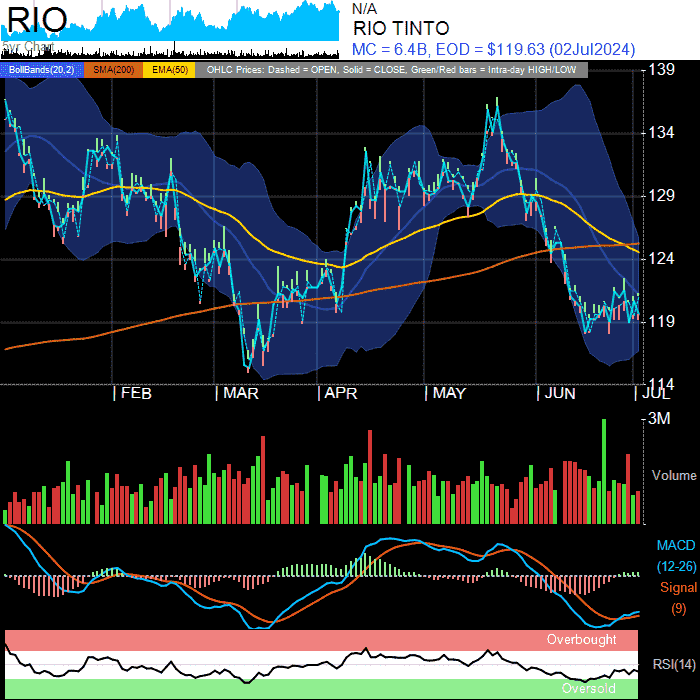 RIO
5yr Chart
N/A
RIO TINTO
MC = 6.4B, EOD = $119.63 (02Jul2024)
BollBands(20,2) SMA(200) EMA(50) OHLC Prices: Dashed = OPEN, Solid = CLOSE, Green/Red bars = Intra-day HIGH/LOW
139
134
129
124
119
114
FEB MAR APR MAY JUN JUL
3M
Volume
MACD
(12-26)
Signal
(9)
Overbought
RSI(14)
Oversold